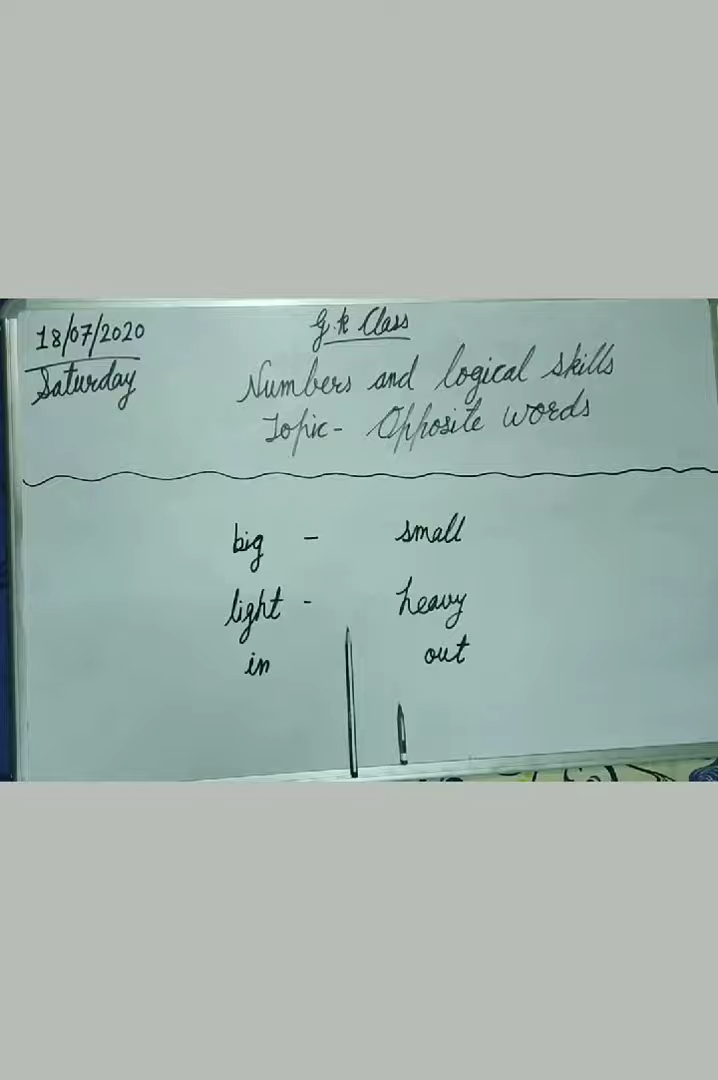 18/07/2020
Saturday
G.K Class
Numbers and logical skills
Topic- Opposite words
big - small
light - heavy
in out